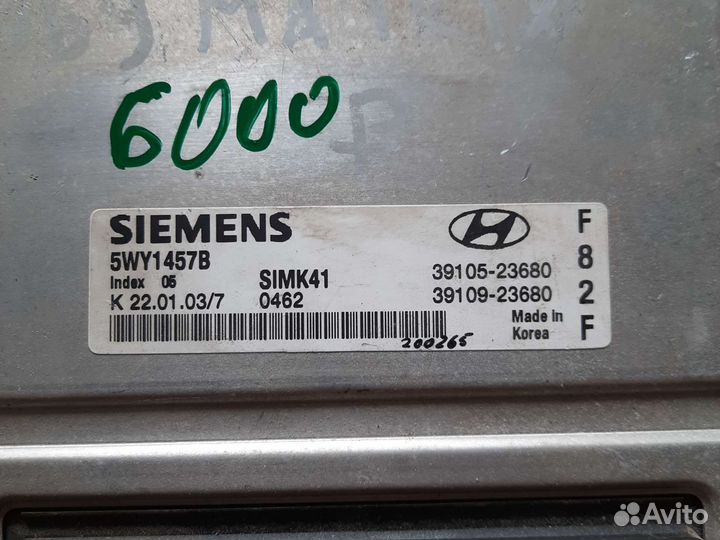 MATRIX
6000
SIEMENS
5WY1457B
Index 05
SIMK41
39105-23680
K 22.01.03/7
0462
39109-23680
Made In
Korea
F
8
2
F
200265
Avito